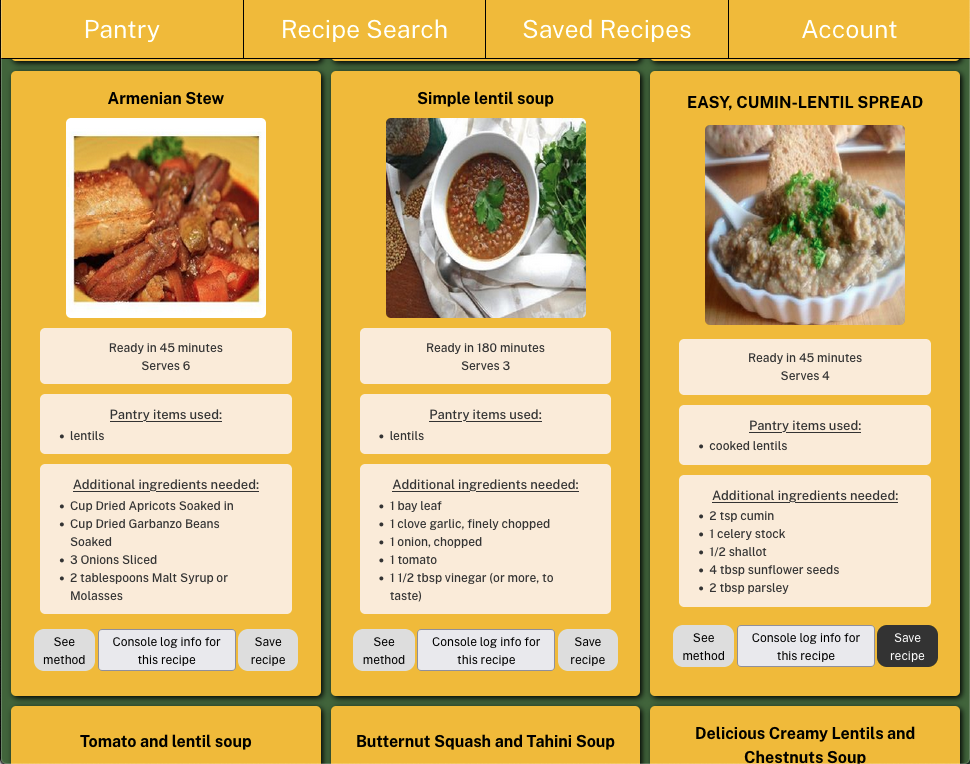 Pantry
Recipe Search
Saved Recipes
Account
Armenian Stew
Ready in 45 minutes
Serves 6
Pantry items used:
• lentils
Additional ingredients needed:
• Cup Dried Apricots Soaked in
• Cup Dried Garbanzo Beans
Soaked
• 3 Onions Sliced
• 2 tablespoons Malt Syrup or
Molasses
See
method
Console log info for
this recipe
Save
recipe
Simple lentil soup
Ready in 180 minutes
Serves 3
Pantry items used:
• lentils
Additional ingredients needed:
• 1 bay leaf
• 1 clove garlic, finely chopped
• 1 onion, chopped
• 1 tomato
• 1 1/2 tbsp vinegar (or more, to
taste)
See
method
Console log info for
this recipe
Save
recipe
EASY, CUMIN-LENTIL SPREAD
Ready in 45 minutes
Serves 4
Pantry items used:
• cooked lentils
Additional ingredients needed:
• 2 tsp cumin
• 1 celery stock
• 1/2 shallot
• 4 tbsp sunflower seeds
• 2 tbsp parsley
See
method
Console log info for
this recipe
Save
recipe
Tomato and lentil soup
Butternut Squash and Tahini Soup
Delicious Creamy Lentils and
Chestnuts Soup